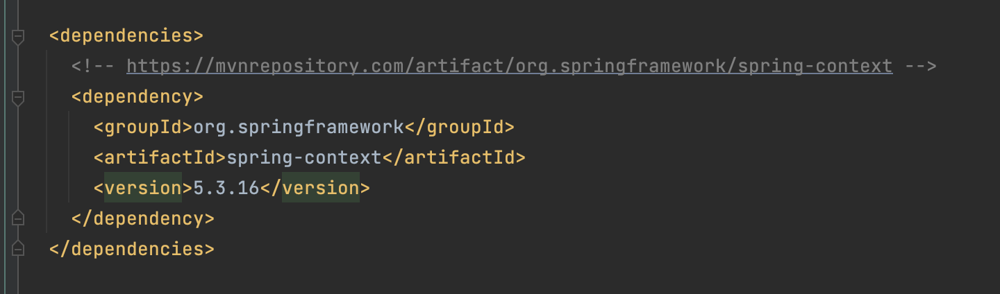 <dependencies>
<!-- https://mvnrepository.com/artifact/org.springframework/spring-context -->
<dependency>
<groupId>org.springframework</groupId>
<artifactId>spring-context</artifactId>
<version>5.3.16</version>
</dependency>
</dependencies>